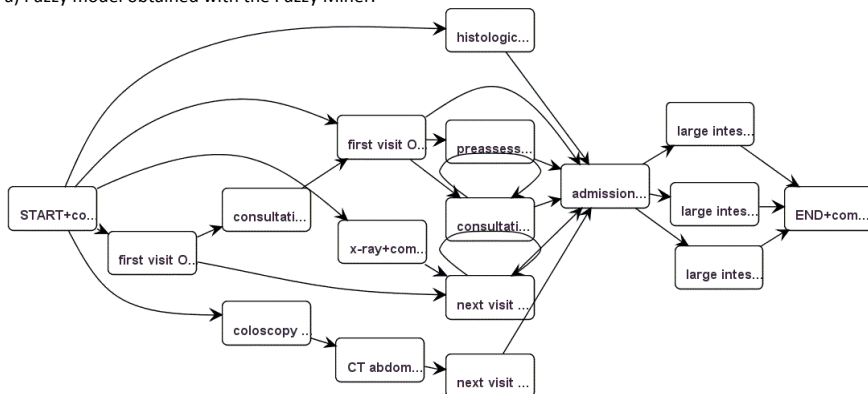 a) Fuzzy model obtained with the Fuzzy Miner.
histologic...
first visit O...
preassess...
large intes...
admission...
START+co...
consultati...
consultati...
large intes...
END+com...
first visit O...
x-ray+com...
large intes...
next visit ...
coloscopy ...
CT abdom...
next visit ...